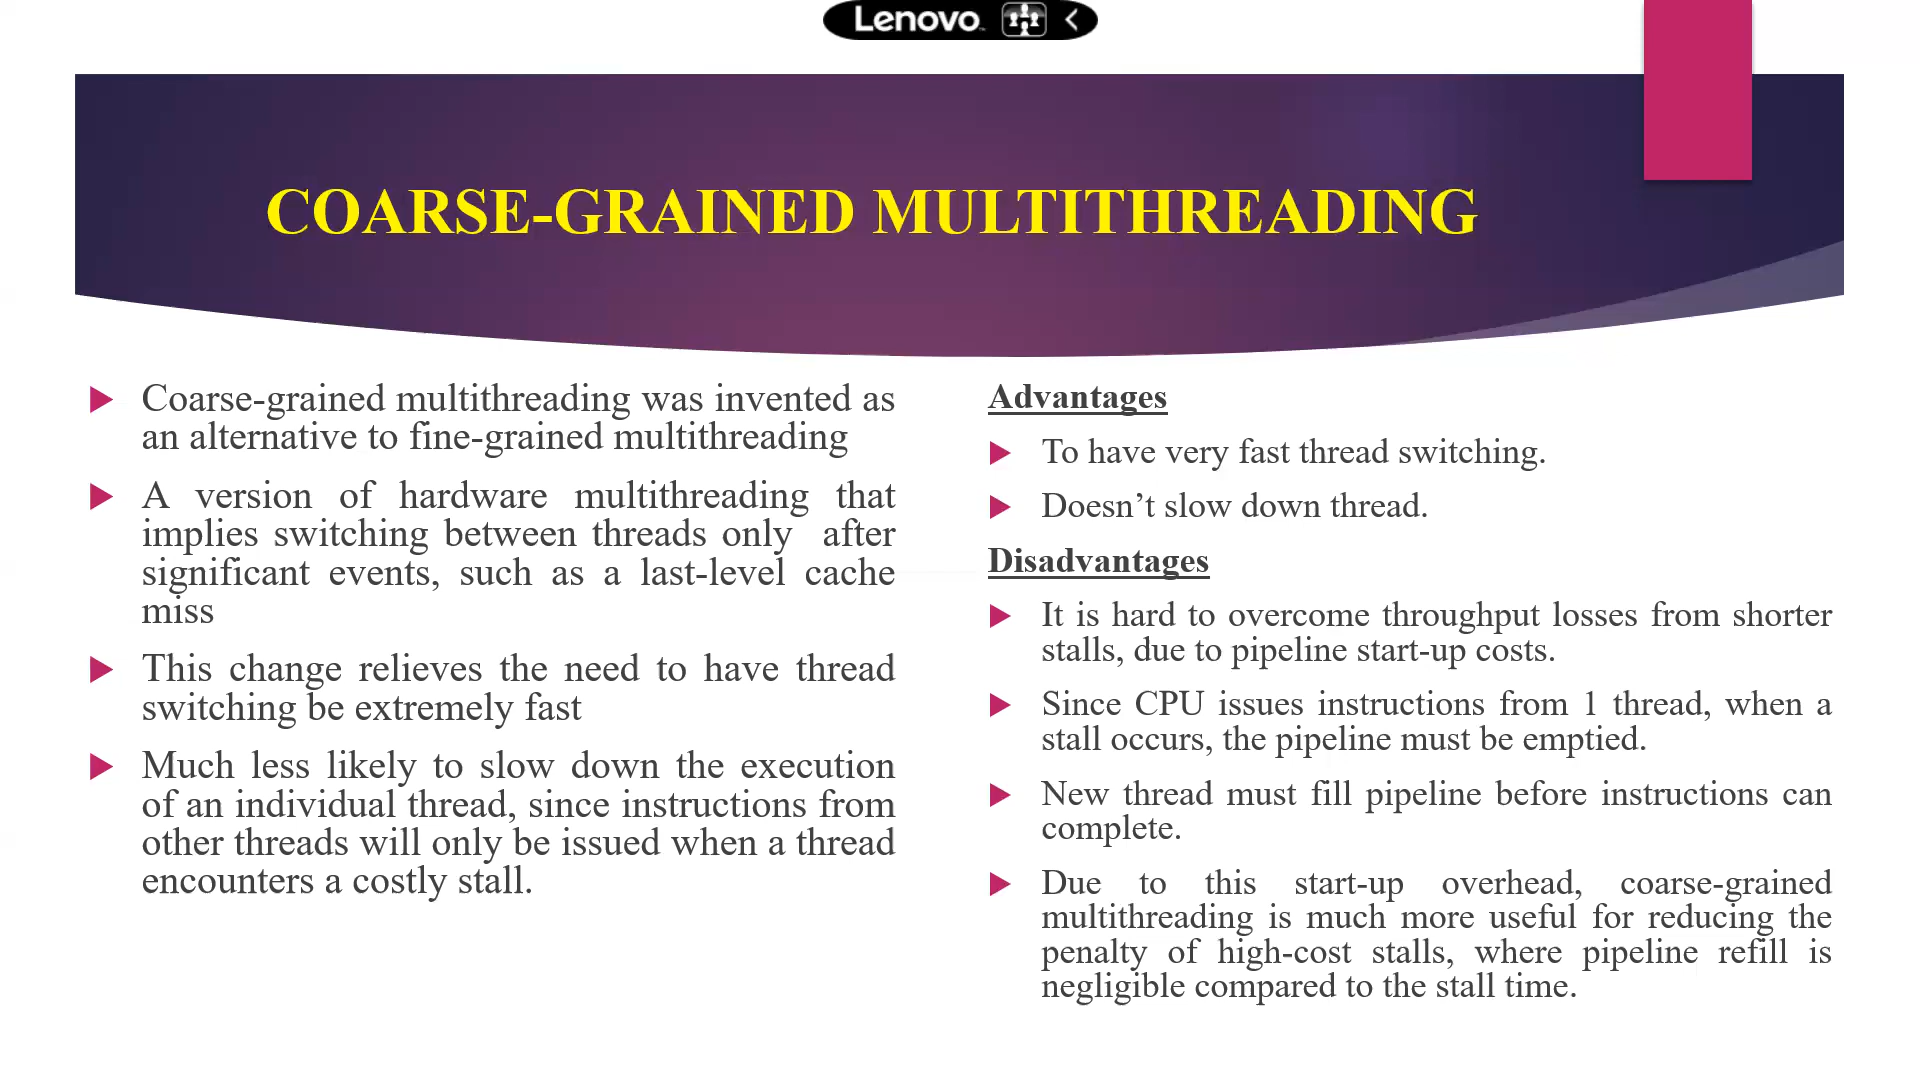 Lenovo
COARSE-GRAINED MULTITHREADING
Coarse-grained multithreading was invented as
an alternative to fine-grained multithreading
A version of hardware multithreading that
implies switching between threads only after
significant events, such as a last-level cache
miss
This change relieves the need to have thread
switching be extremely fast
Much less likely to slow down the execution
of an individual thread, since instructions from
other threads will only be issued when a thread
encounters a costly stall.
Advantages
To have very fast thread switching.
Doesn’t slow down thread.
Disadvantages
It is hard to overcome throughput losses from shorter
stalls, due to pipeline start-up costs.
Since CPU issues instructions from 1 thread, when a
stall occurs, the pipeline must be emptied.
New thread must fill pipeline before instructions can
complete.
Due to this start-up overhead, coarse-grained
multithreading is much more useful for reducing the
penalty of high-cost stalls, where pipeline refill is
negligible compared to the stall time.